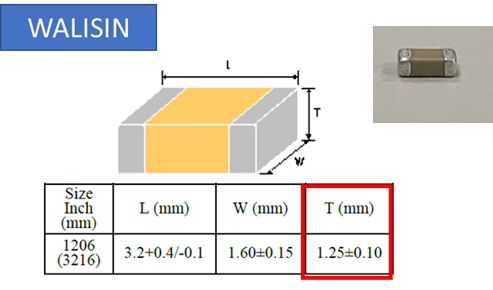 WALISIN
l
T
W
Size
Inch
(mm)
L (mm)
W (mm)
T (mm)
1206
(3216)
3.2+0.4/-0.1
1.60±0.15
1.25±0.10